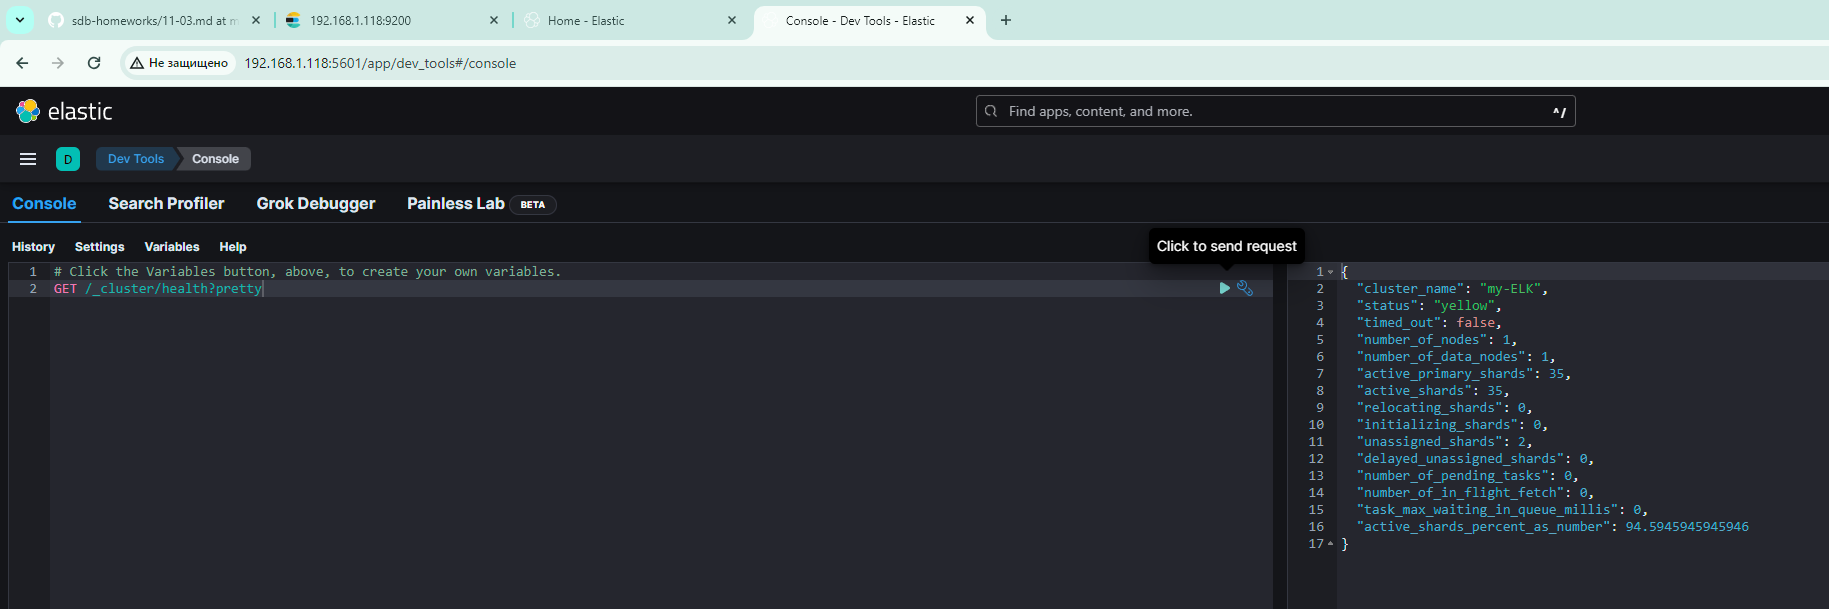 sdb-homeworks/11-03.md at m
192.168.1.118:9200
Home - Elastic
Console - Dev Tools - Elastic
Не защищено
192.168.1.118:5601/app/dev_tools#/console
elastic
Find apps, content, and more.
^/
D
Dev Tools
Console
Console
Search Profiler
Grok Debugger
Painless Lab
BETA
History
Settings
Variables
Help
Click to send request
1 # Click the Variables button, above, to create your own variables.
2 GET /_cluster/health?pretty
1 {
2 "cluster_name": "my-ELK",
3 "status": "yellow",
4 "timed_out": false,
5 "number_of_nodes": 1,
6 "number_of_data_nodes": 1,
7 "active_primary_shards": 35,
8 "active_shards": 35,
9 "relocating_shards": 0,
10 "initializing_shards": 0,
11 "unassigned_shards": 2,
12 "delayed_unassigned_shards": 0,
13 "number_of_pending_tasks": 0,
14 "number_of_in_flight_fetch": 0,
15 "task_max_waiting_in_queue_millis": 0,
16 "active_shards_percent_as_number": 94.5945945945946
17 }